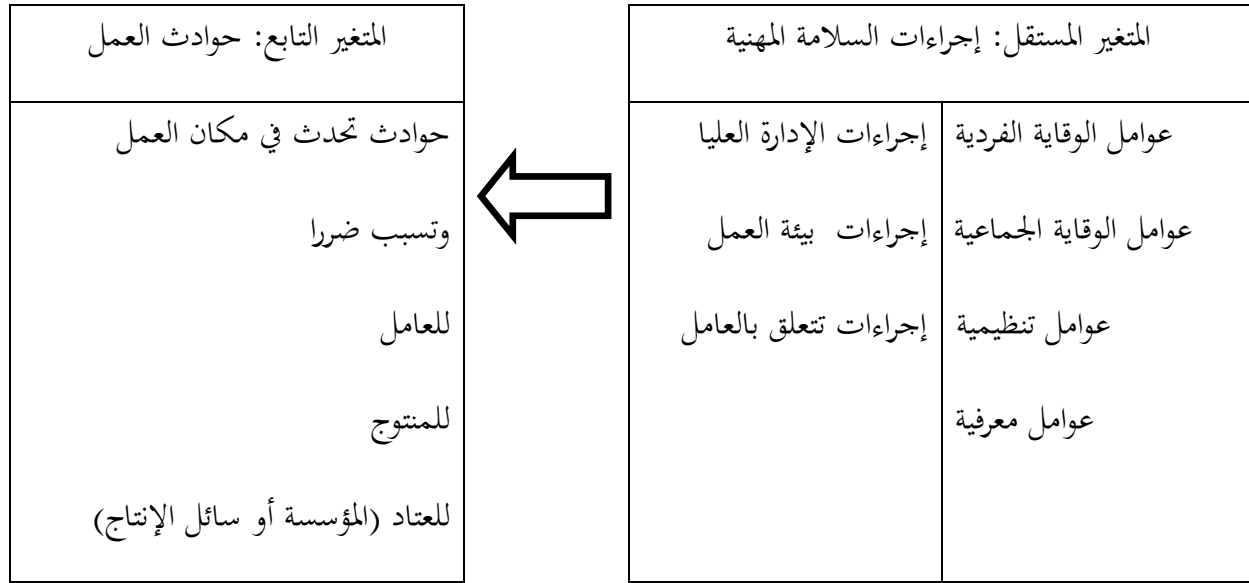 المتغير المستقل: إجراءات السلامة المهنية
عوامل الوقاية الفردية
عوامل الوقاية الجماعية
عوامل تنظيمية
عوامل معرفية
إجراءات الإدارة العليا
إجراءات بيئة العمل
إجراءات تتعلق بالعامل
المتغير التابع: حوادث العمل
حوادث تحدث في مكان العمل
وتسبب ضررا
للعامل
للمنتوج
للعتاد (المؤسسة أو سائل الإنتاج)